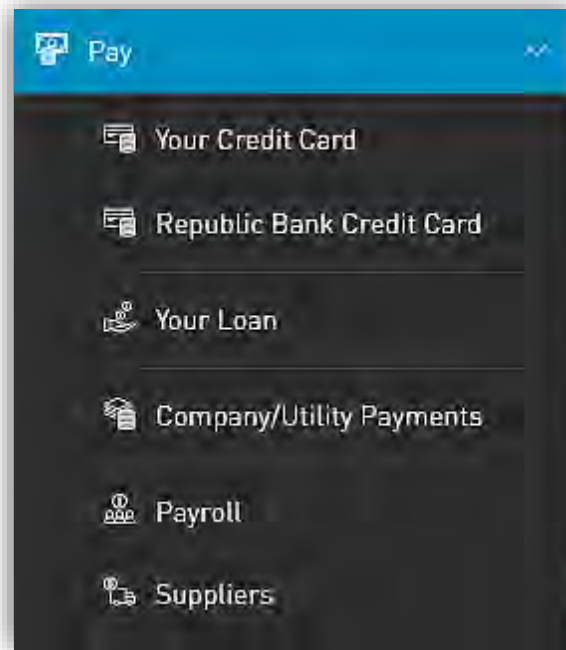 Pay
Your Credit Card
Republic Bank Credit Card
Your Loan
Company/Utility Payments
Payroll
Suppliers